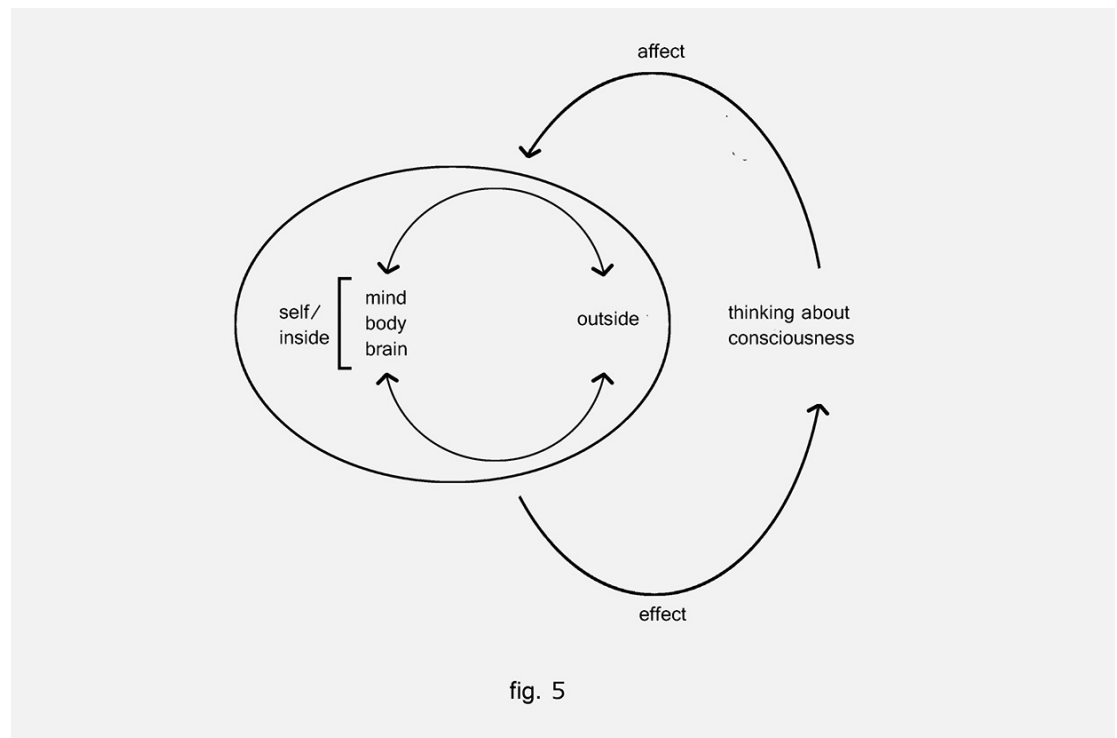 affect
self/
inside
mind
body
brain
outside
thinking about
consciousness
effect
fig. 5